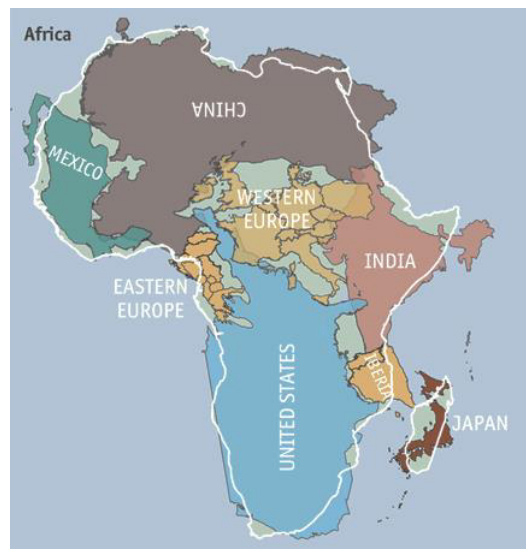 Africa
CHINA
MEXICO
WESTERN
EUROPE
INDIA
EASTERN
EUROPE
UNITED STATES
IBERIA
JAPAN